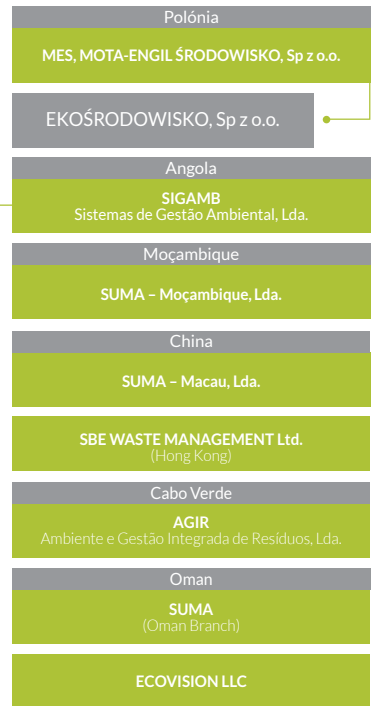 Polónia
MES, MOTA-ENGIL ŚRODOWISKO, Sp z o.o.
EKOŚRODOWISKO, Sp z o.o.
Angola
SIGAMB
Sistemas de Gestão Ambiental, Lda.
Moçambique
SUMA – Moçambique, Lda.
China
SUMA – Macau, Lda.
SBE WASTE MANAGEMENT Ltd.
(Hong Kong)
Cabo Verde
AGIR
Ambiente e Gestão Integrada de Resíduos, Lda.
Oman
SUMA
(Oman Branch)
ECOVISION LLC